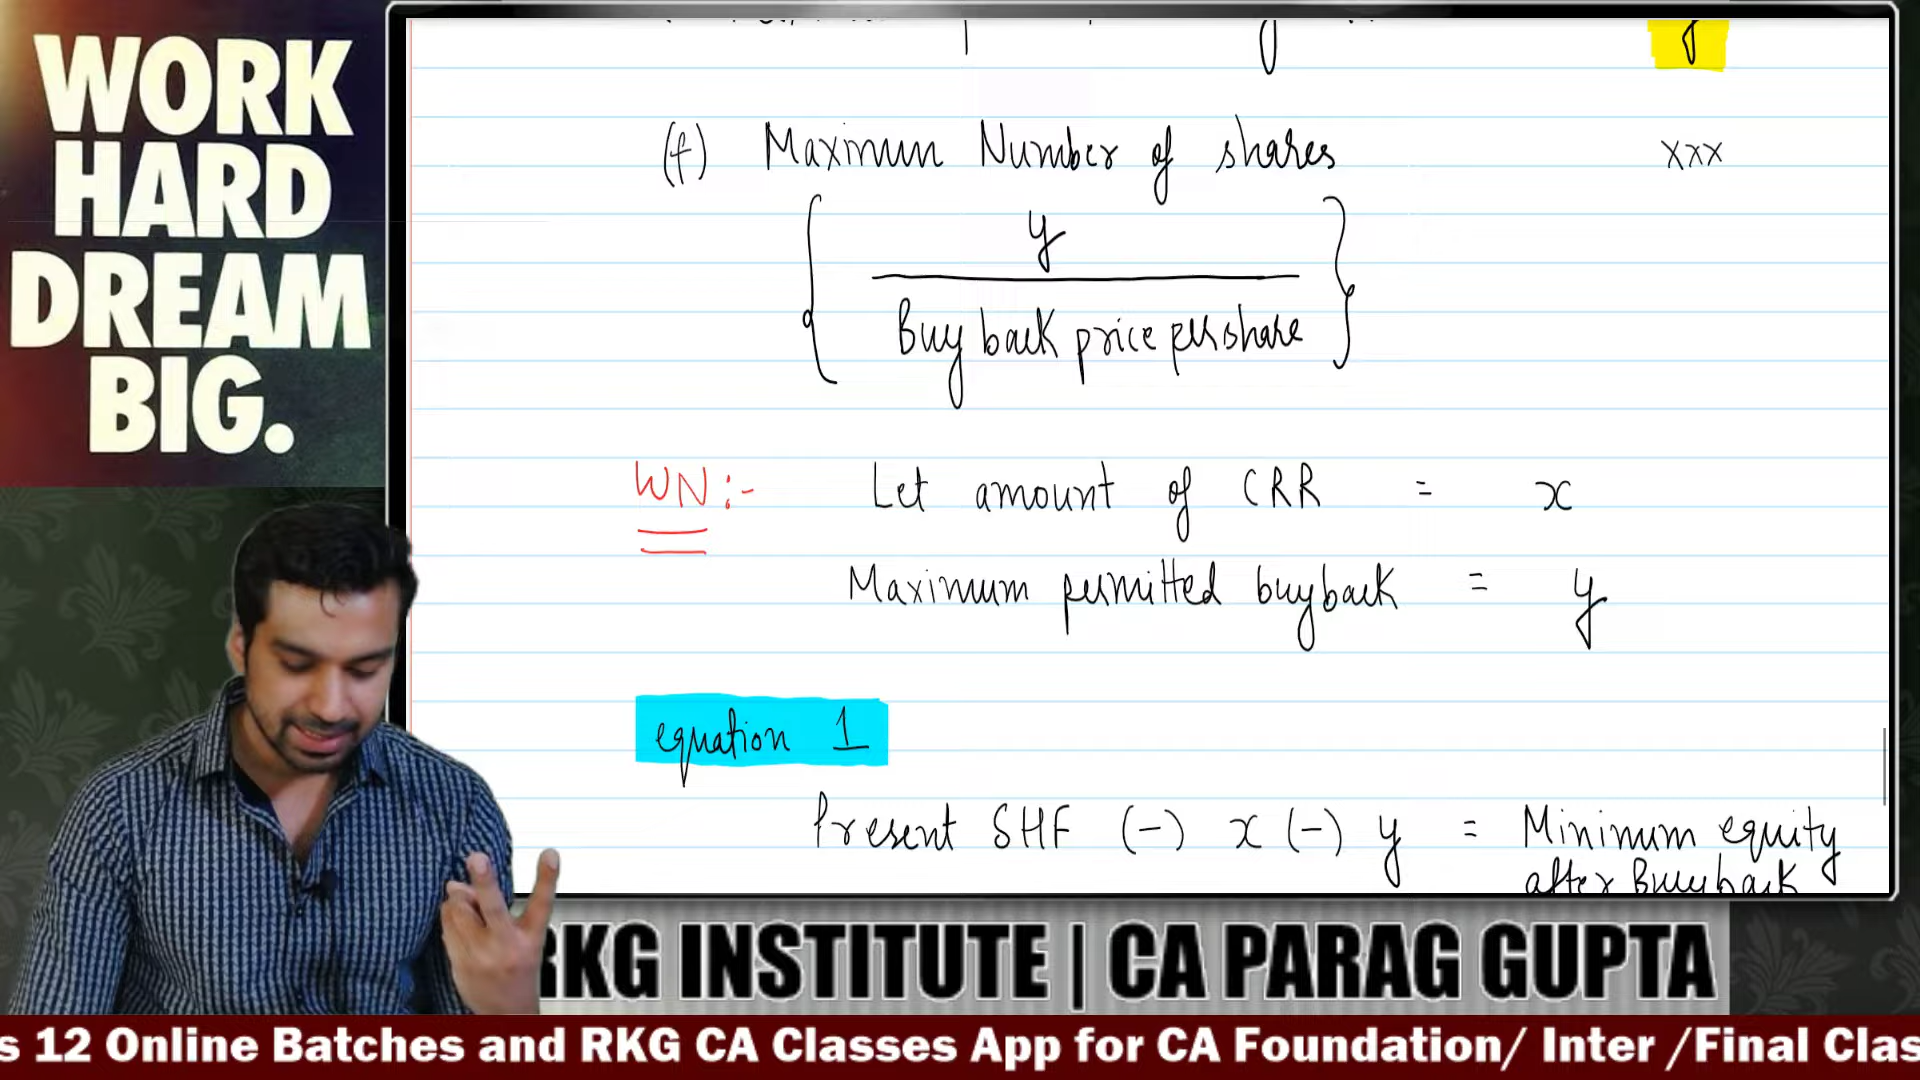 WORK
HARD
DREAM
BIG.
y
(f) Maximum Number of shares xxx
y
Buy back price per share
WN:- Let amount of CRR = x
Maximum permitted buyback = y
equation 1
Present SHF (-) x (-) y = Minimum equity
after Buyback
RKG INSTITUTE | CA PARAG GUPTA
s 12 Online Batches and RKG CA Classes App for CA Foundation/ Inter /Final Clas